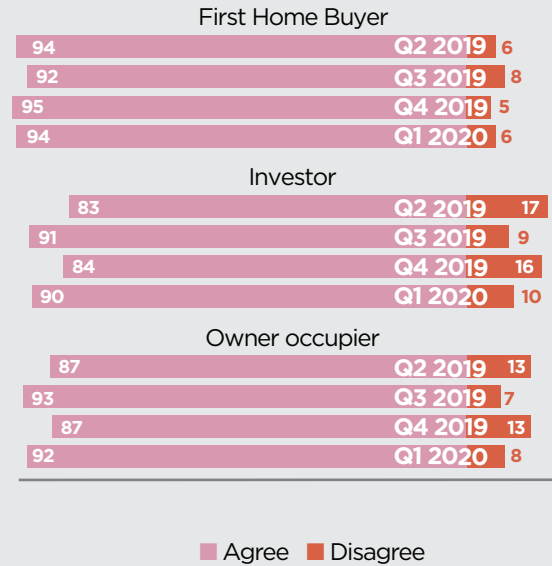 First Home Buyer
94 Q2 2019 6
92 Q3 2019 8
95 Q4 2019 5
94 Q1 2020 6
Investor
83 Q2 2019 17
91 Q3 2019 9
84 Q4 2019 16
90 Q1 2020 10
Owner occupier
87 Q2 2019 13
93 Q3 2019 7
87 Q4 2019 13
92 Q1 2020 8
Agree Disagree